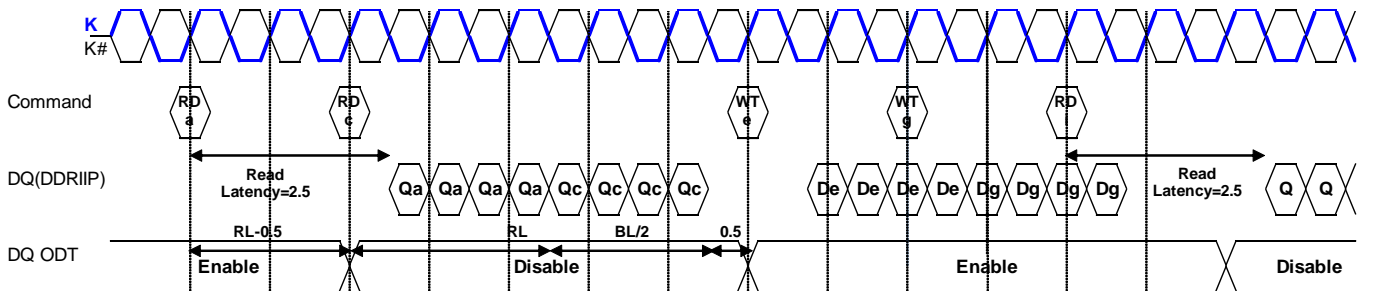 K
K#
Command
RD a
RD c
WT e
WT g
RD i
DQ(DDRIIP)
Read Latency=2.5
Qa Qa Qa Qa Qc Qc Qc Qc
De De De De Dg Dg Dg Dg
Read Latency=2.5
Q Q
DQ ODT
RL-0.5
RL
BL/2
0.5
Enable
Disable
Enable
Disable